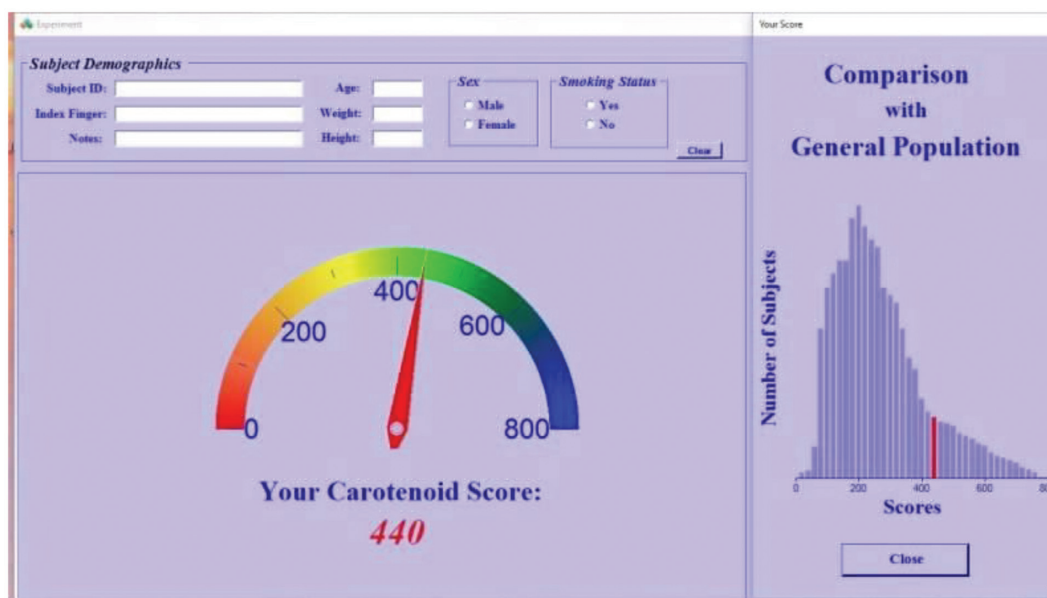 Experiment
Your Score
Subject Demographics
Subject ID:
Index Finger:
Notes:
Age:
Weight:
Height:
Sex
Male
Female
Smoking Status
Yes
No
Clear
0
200
400
600
800
Your Carotenoid Score:
440
Comparison
with
General Population
Number of Subjects
0 200 400 600
Scores
Close